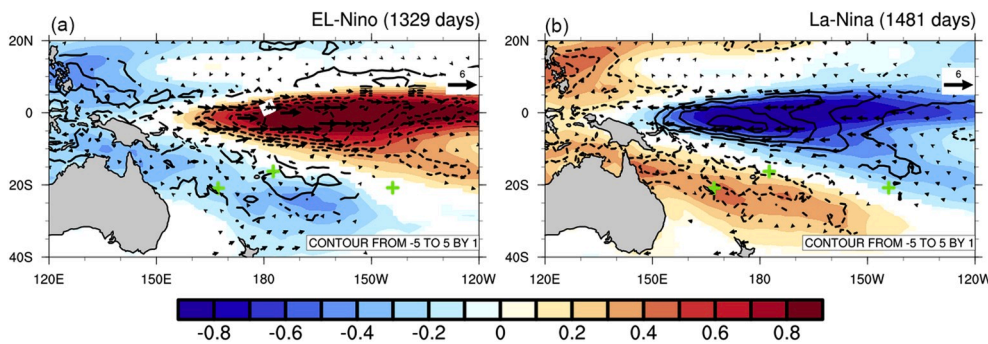 (a) EL-Nino (1329 days)
20N
0
20S
40S
6
CONTOUR FROM -5 TO 5 BY 1
120E 150E 180 150W 120W
(b) La-Nina (1481 days)
20N
0
20S
40S
6
CONTOUR FROM -5 TO 5 BY 1
120E 150E 180 150W 120W
-0.8 -0.6 -0.4 -0.2 0 0.2 0.4 0.6 0.8